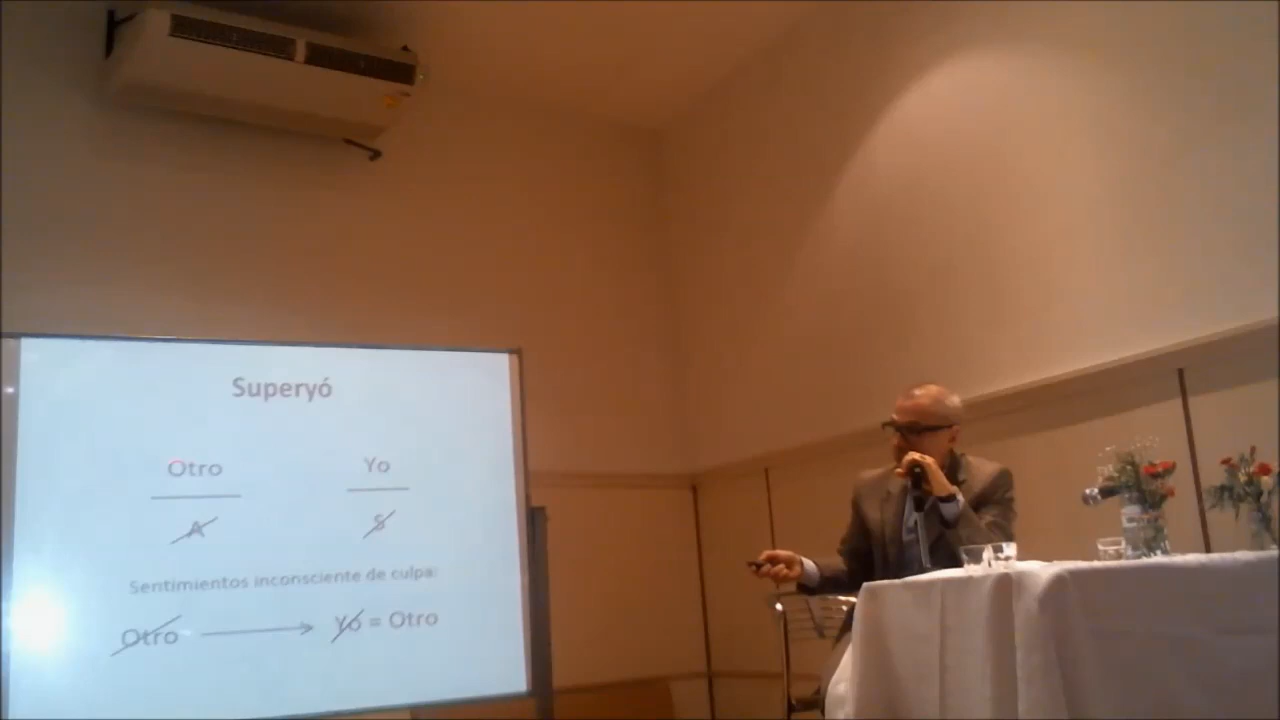 Superyó
Otro Yo
A S
Sentimientos inconsciente de culpa:
Otro → Yo = Otro